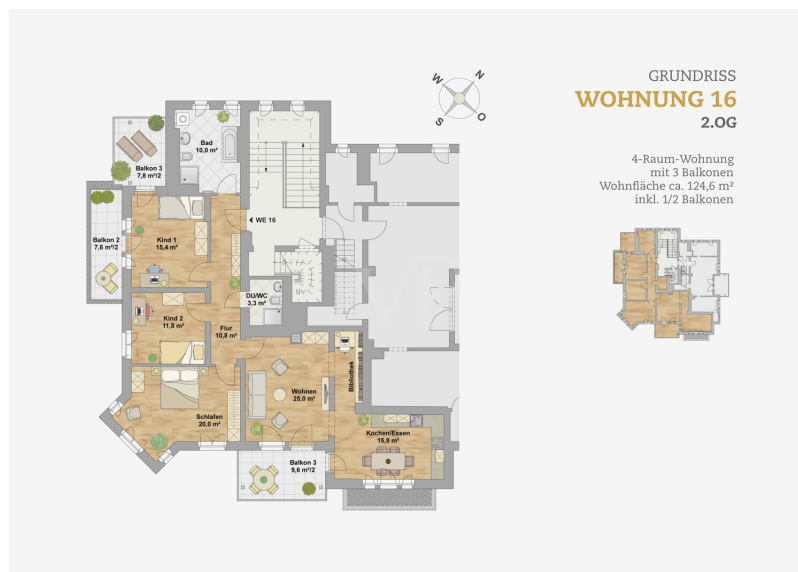 GRUNDRISS
WOHNUNG 16
2.OG
4-Raum-Wohnung
mit 3 Balkonen
Wohnfläche ca. 124,6 m²
inkl. 1/2 Balkonen
N
W
S
O
Bad
10,0 m²
Balkon 3
7,8 m²/2
WE 16
Balkon 2
7,6 m²/2
Kind 1
15,4 m²
DU/WC
3,3 m²
Kind 2
11,8 m²
Flur
10,8 m²
Bibliothek
Wohnen
25,0 m²
Schlafen
20,0 m²
Kochen/Essen
15,8 m²
Balkon 3
9,6 m²/2